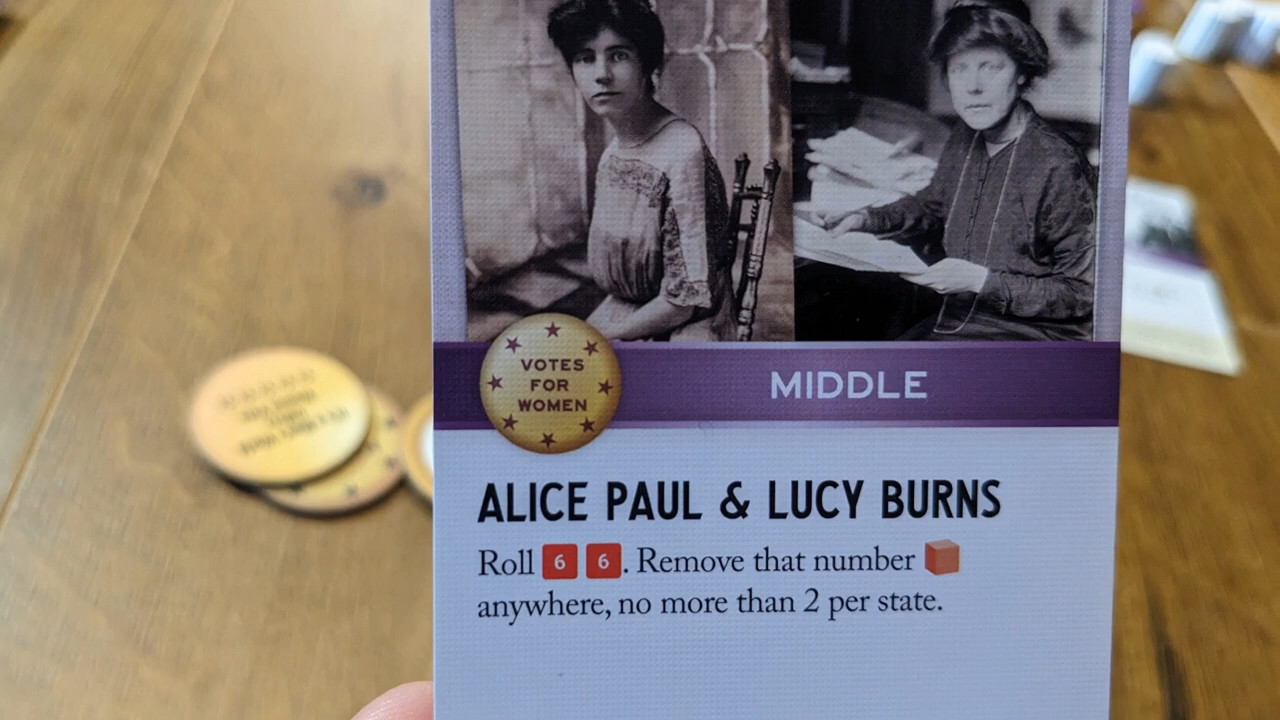 VOTES
FOR
WOMEN
MIDDLE
ALICE PAUL & LUCY BURNS
Roll 6 6. Remove that number
anywhere, no more than 2 per state.